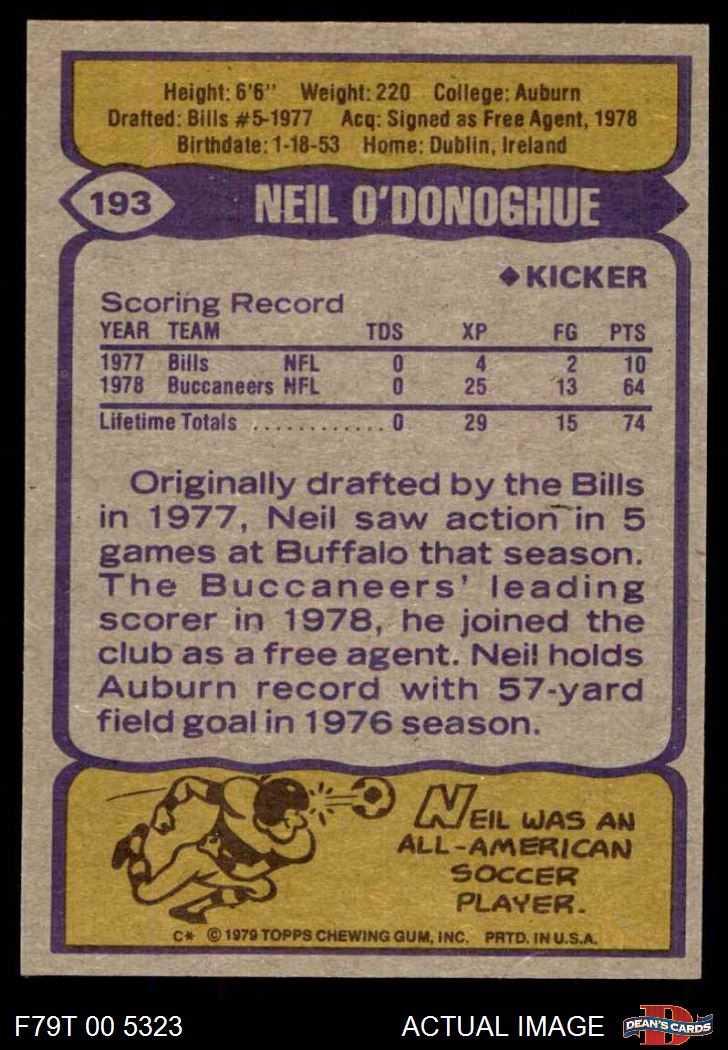 Height: 6'6" Weight: 220 College: Auburn
Drafted: Bills #5-1977 Acq: Signed as Free Agent, 1978
Birthdate: 1-18-53 Home: Dublin, Ireland
193 NEIL O'DONOGHUE
◆KICKER
Scoring Record
YEAR TEAM TDS XP FG PTS
1977 Bills NFL 0 4 2 10
1978 Buccaneers NFL 0 25 13 64
Lifetime Totals ............ 0 29 15 74
Originally drafted by the Bills
in 1977, Neil saw action in 5
games at Buffalo that season.
The Buccaneers' leading
scorer in 1978, he joined the
club as a free agent. Neil holds
Auburn record with 57-yard
field goal in 1976 season.
NEIL WAS AN
ALL-AMERICAN
SOCCER
PLAYER.
C* © 1979 TOPPS CHEWING GUM, INC. PRTD. IN U.S.A.
F79T 00 5323 ACTUAL IMAGE D DEAN'S CARDS